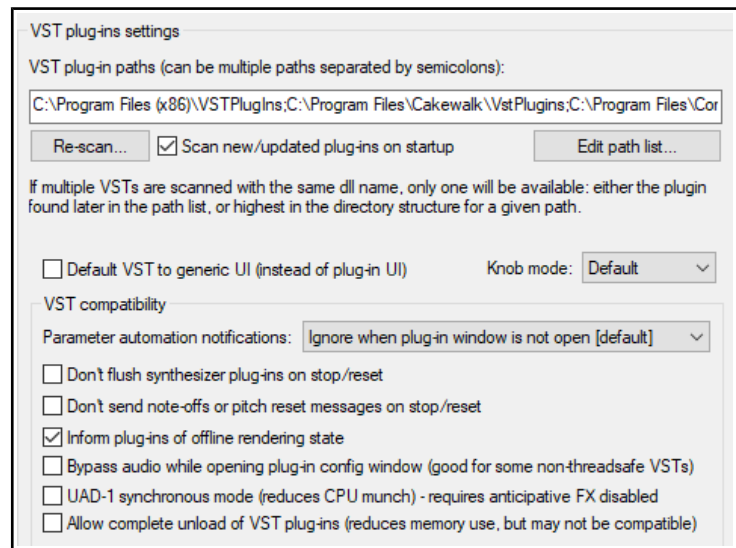 VST plug-ins settings
VST plug-in paths (can be multiple paths separated by semicolons):
C:\Program Files (x86)\VSTPlugIns;C:\Program Files\Cakewalk\VstPlugins;C:\Program Files\Cor
Re-scan... Scan new/updated plug-ins on startup Edit path list...
If multiple VSTs are scanned with the same dll name, only one will be available: either the plugin
found later in the path list, or highest in the directory structure for a given path.
Default VST to generic UI (instead of plug-in UI) Knob mode: Default
VST compatibility
Parameter automation notifications: Ignore when plug-in window is not open [default]
Don't flush synthesizer plug-ins on stop/reset
Don't send note-offs or pitch reset messages on stop/reset
Inform plug-ins of offline rendering state
Bypass audio while opening plug-in config window (good for some non-threadsafe VSTs)
UAD-1 synchronous mode (reduces CPU munch) - requires anticipative FX disabled
Allow complete unload of VST plug-ins (reduces memory use, but may not be compatible)